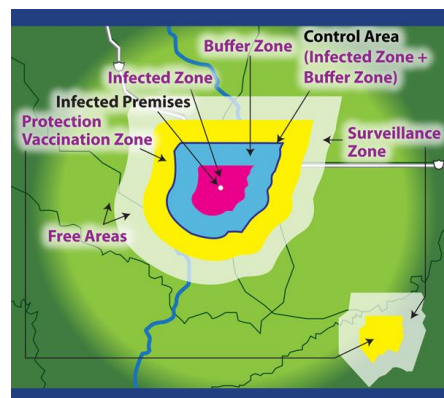 Control Area
(Infected Zone +
Buffer Zone)
Buffer Zone
Infected Zone
Infected Premises
Protection
Vaccination Zone
Surveillance
Zone
Free Areas